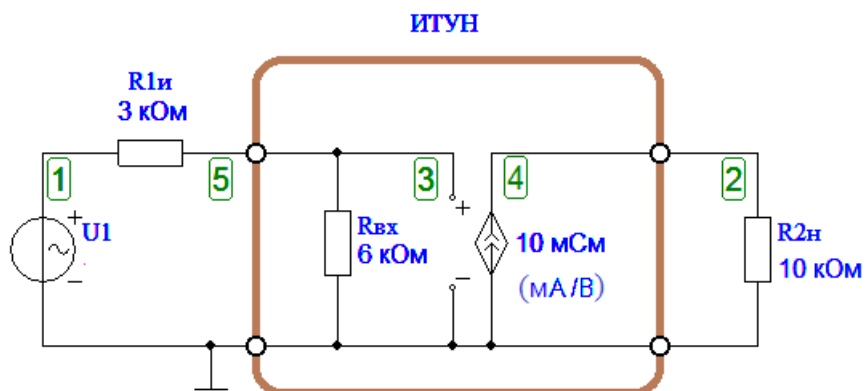 ИТУН
R1и
3 кОм
1
5
3
4
2
+
U1
−
Rвх
6 кОм
+
−
10 мСм
(мА/В)
R2н
10 кОм